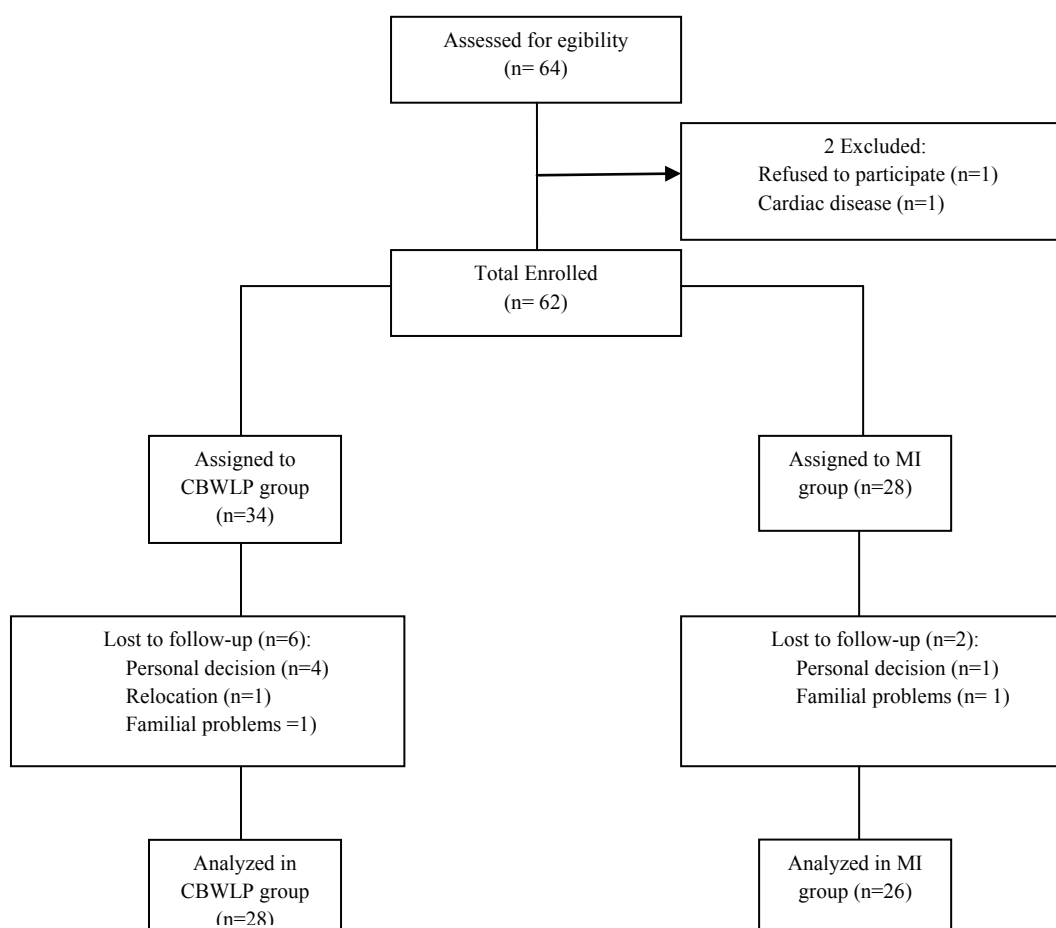 Assessed for egibility
(n= 64)
2 Excluded:
Refused to participate (n=1)
Cardiac disease (n=1)
Total Enrolled
(n= 62)
Assigned to
CBWLP group
(n=34)
Assigned to MI
group (n=28)
Lost to follow-up (n=6):
Personal decision (n=4)
Relocation (n=1)
Familial problems =1)
Lost to follow-up (n=2):
Personal decision (n=1)
Familial problems (n= 1)
Analyzed in
CBWLP group
(n=28)
Analyzed in MI
group (n=26)